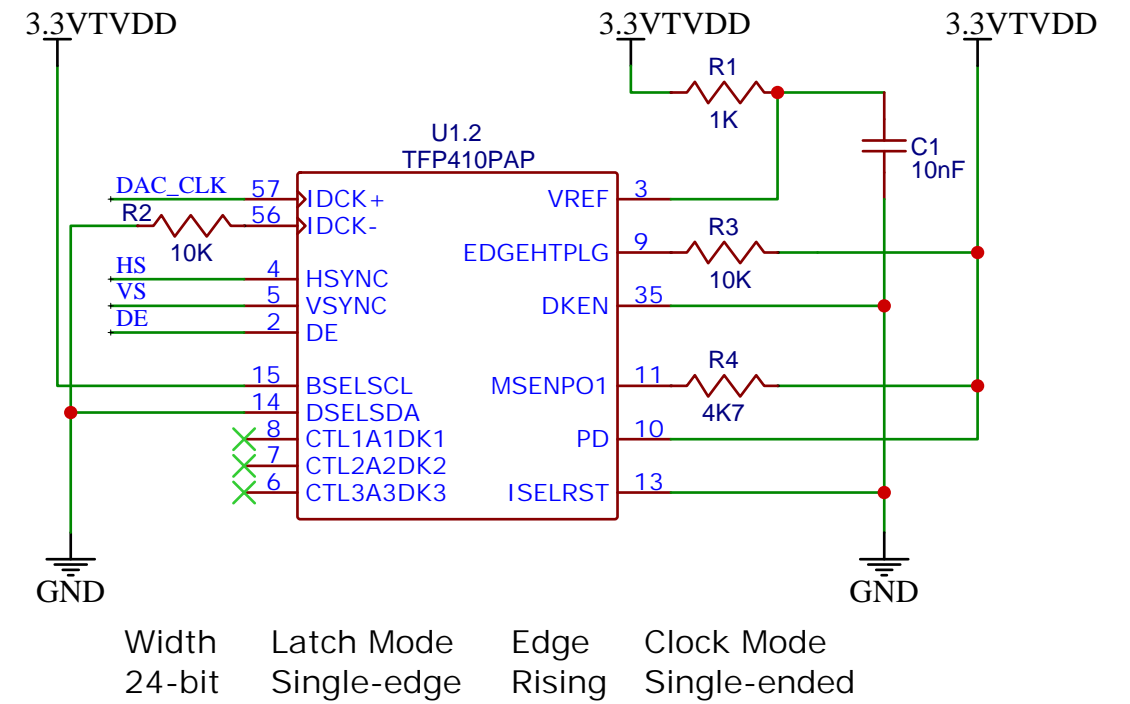 3.3VTVDD 3.3VTVDD 3.3VTVDD
R1
1K
C1
10nF
U1.2
TFP410PAP
DAC_CLK 57 IDCK+ VREF 3
R2 56 IDCK-
10K
R3
EDGEHTPLG 9
10K
HS 4 HSYNC
VS 5 VSYNC DKEN 35
DE 2 DE
R4
15 BSELSCL MSENPO1 11
4K7
14 DSELSDA
8 CTL1A1DK1 PD 10
7 CTL2A2DK2
6 CTL3A3DK3 ISELRST 13
GND GND
Width Latch Mode Edge Clock Mode
24-bit Single-edge Rising Single-ended